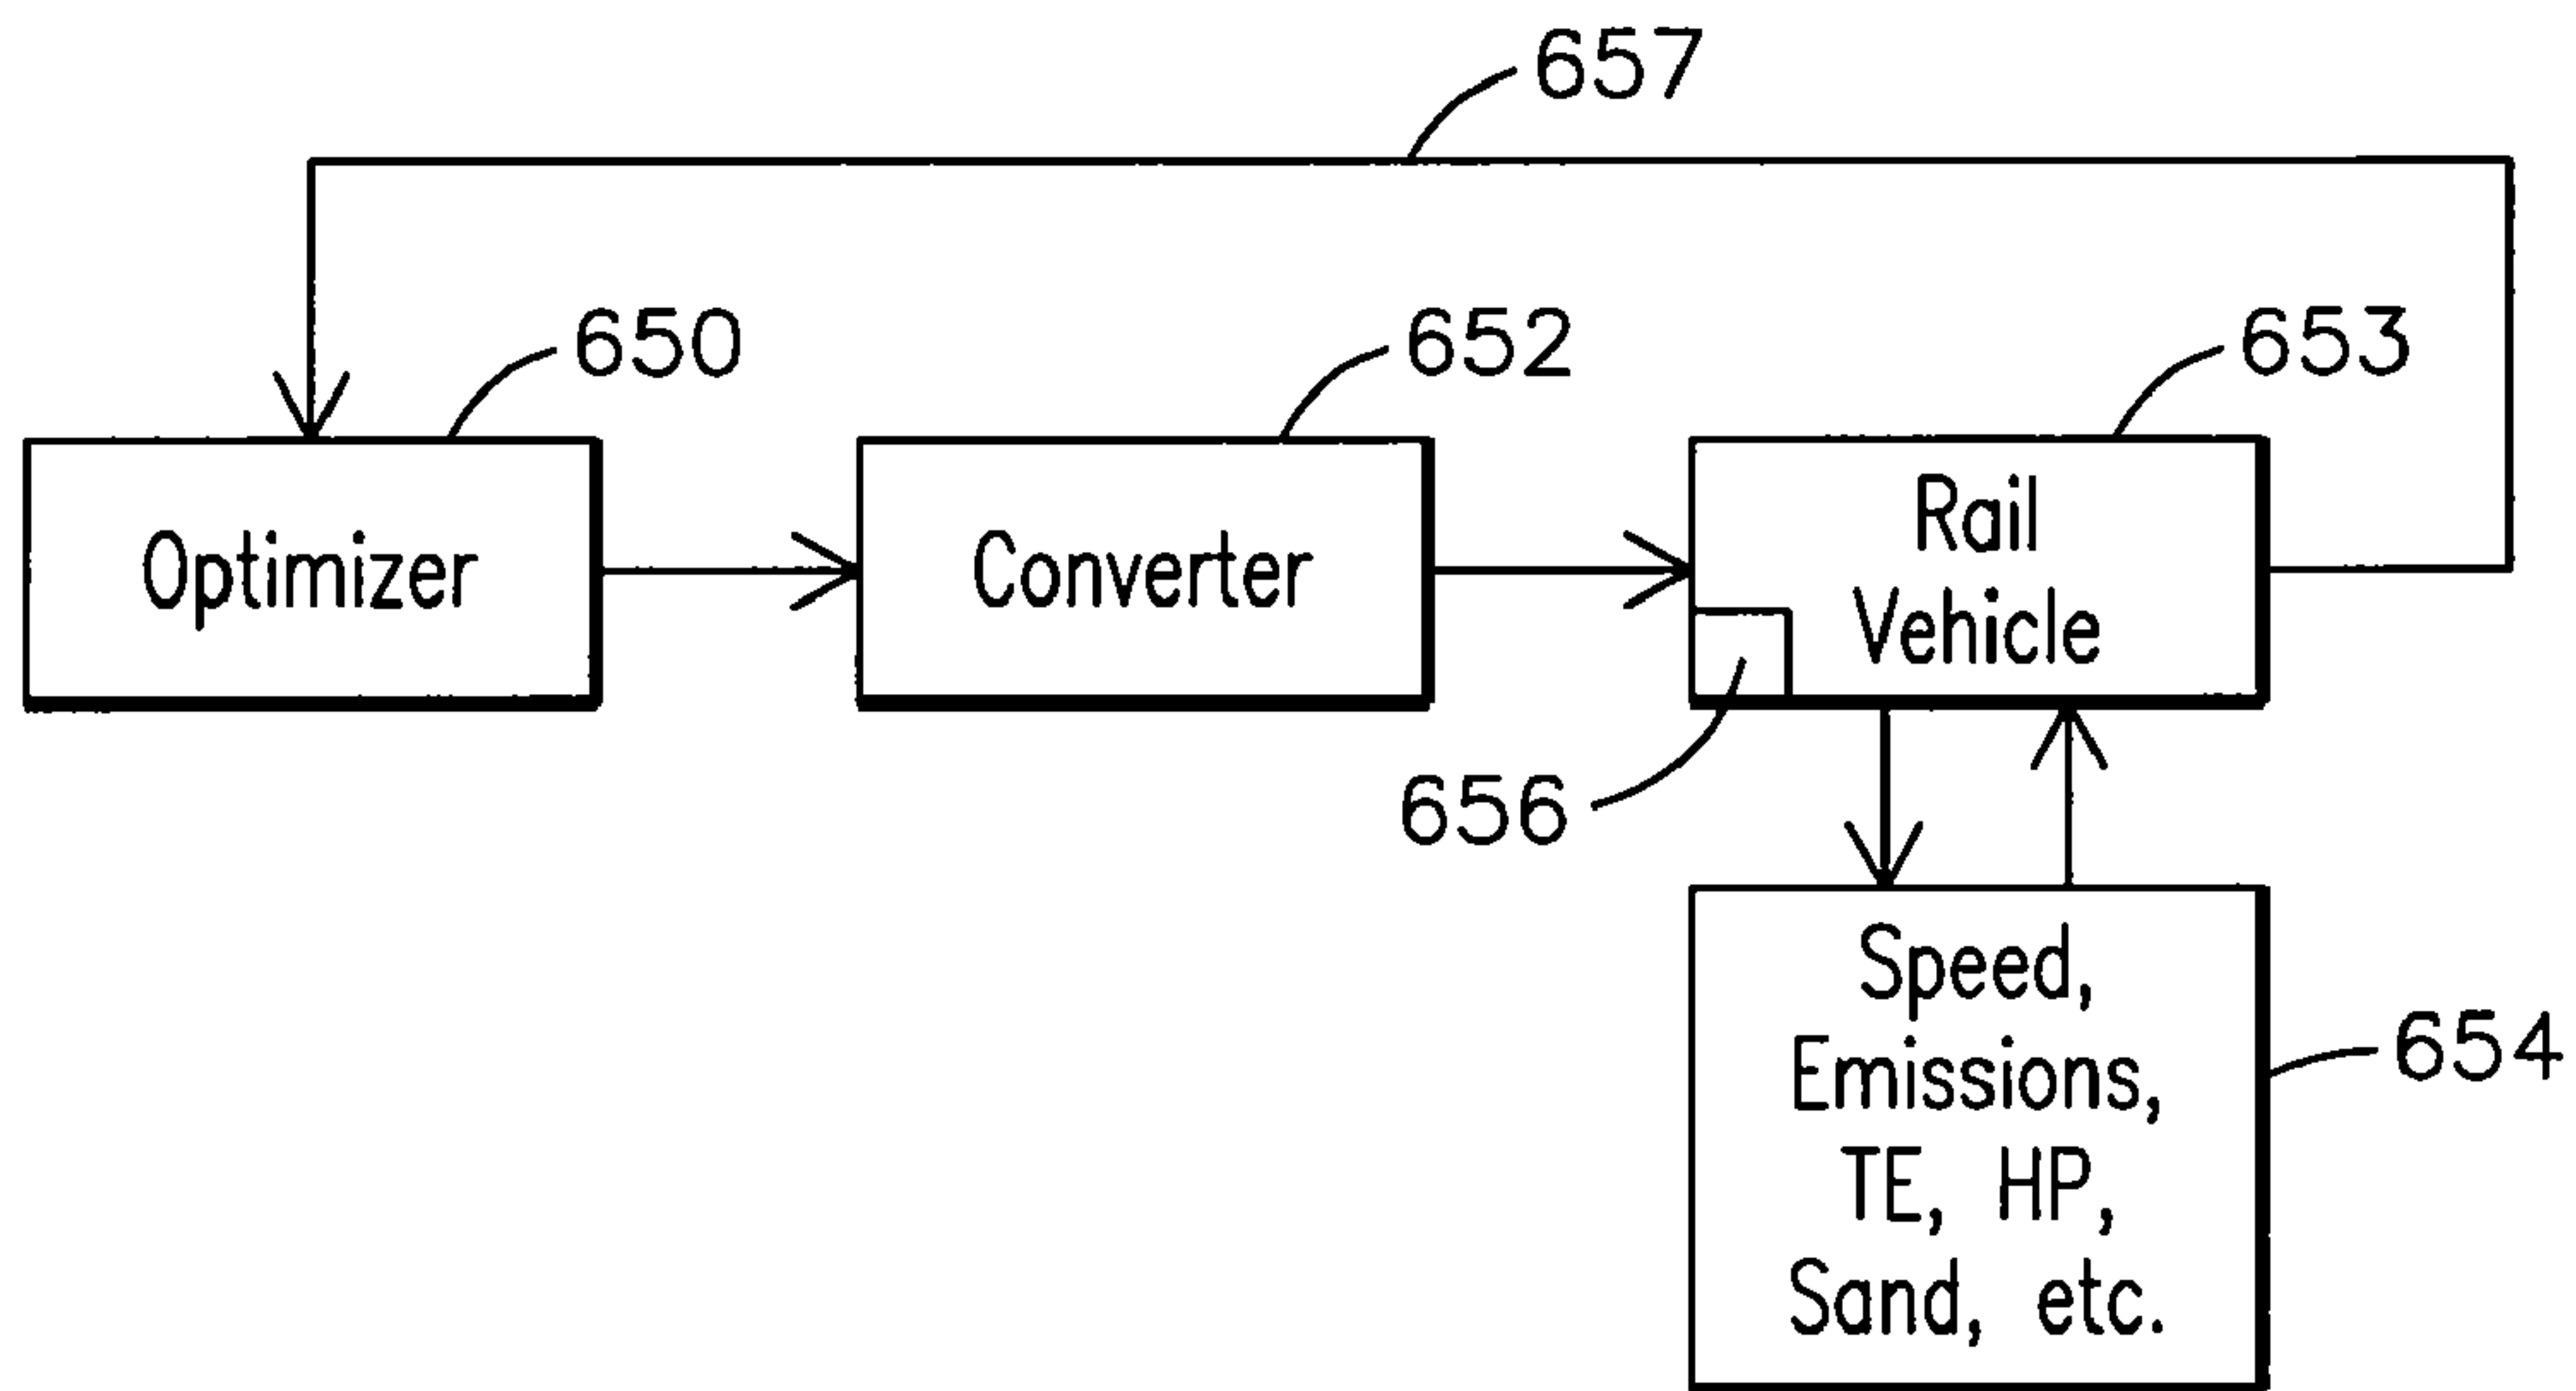 657
650
652
653
Optimizer
Converter
Rail
Vehicle
656
Speed,
Emissions,
TE, HP,
Sand, etc.
654